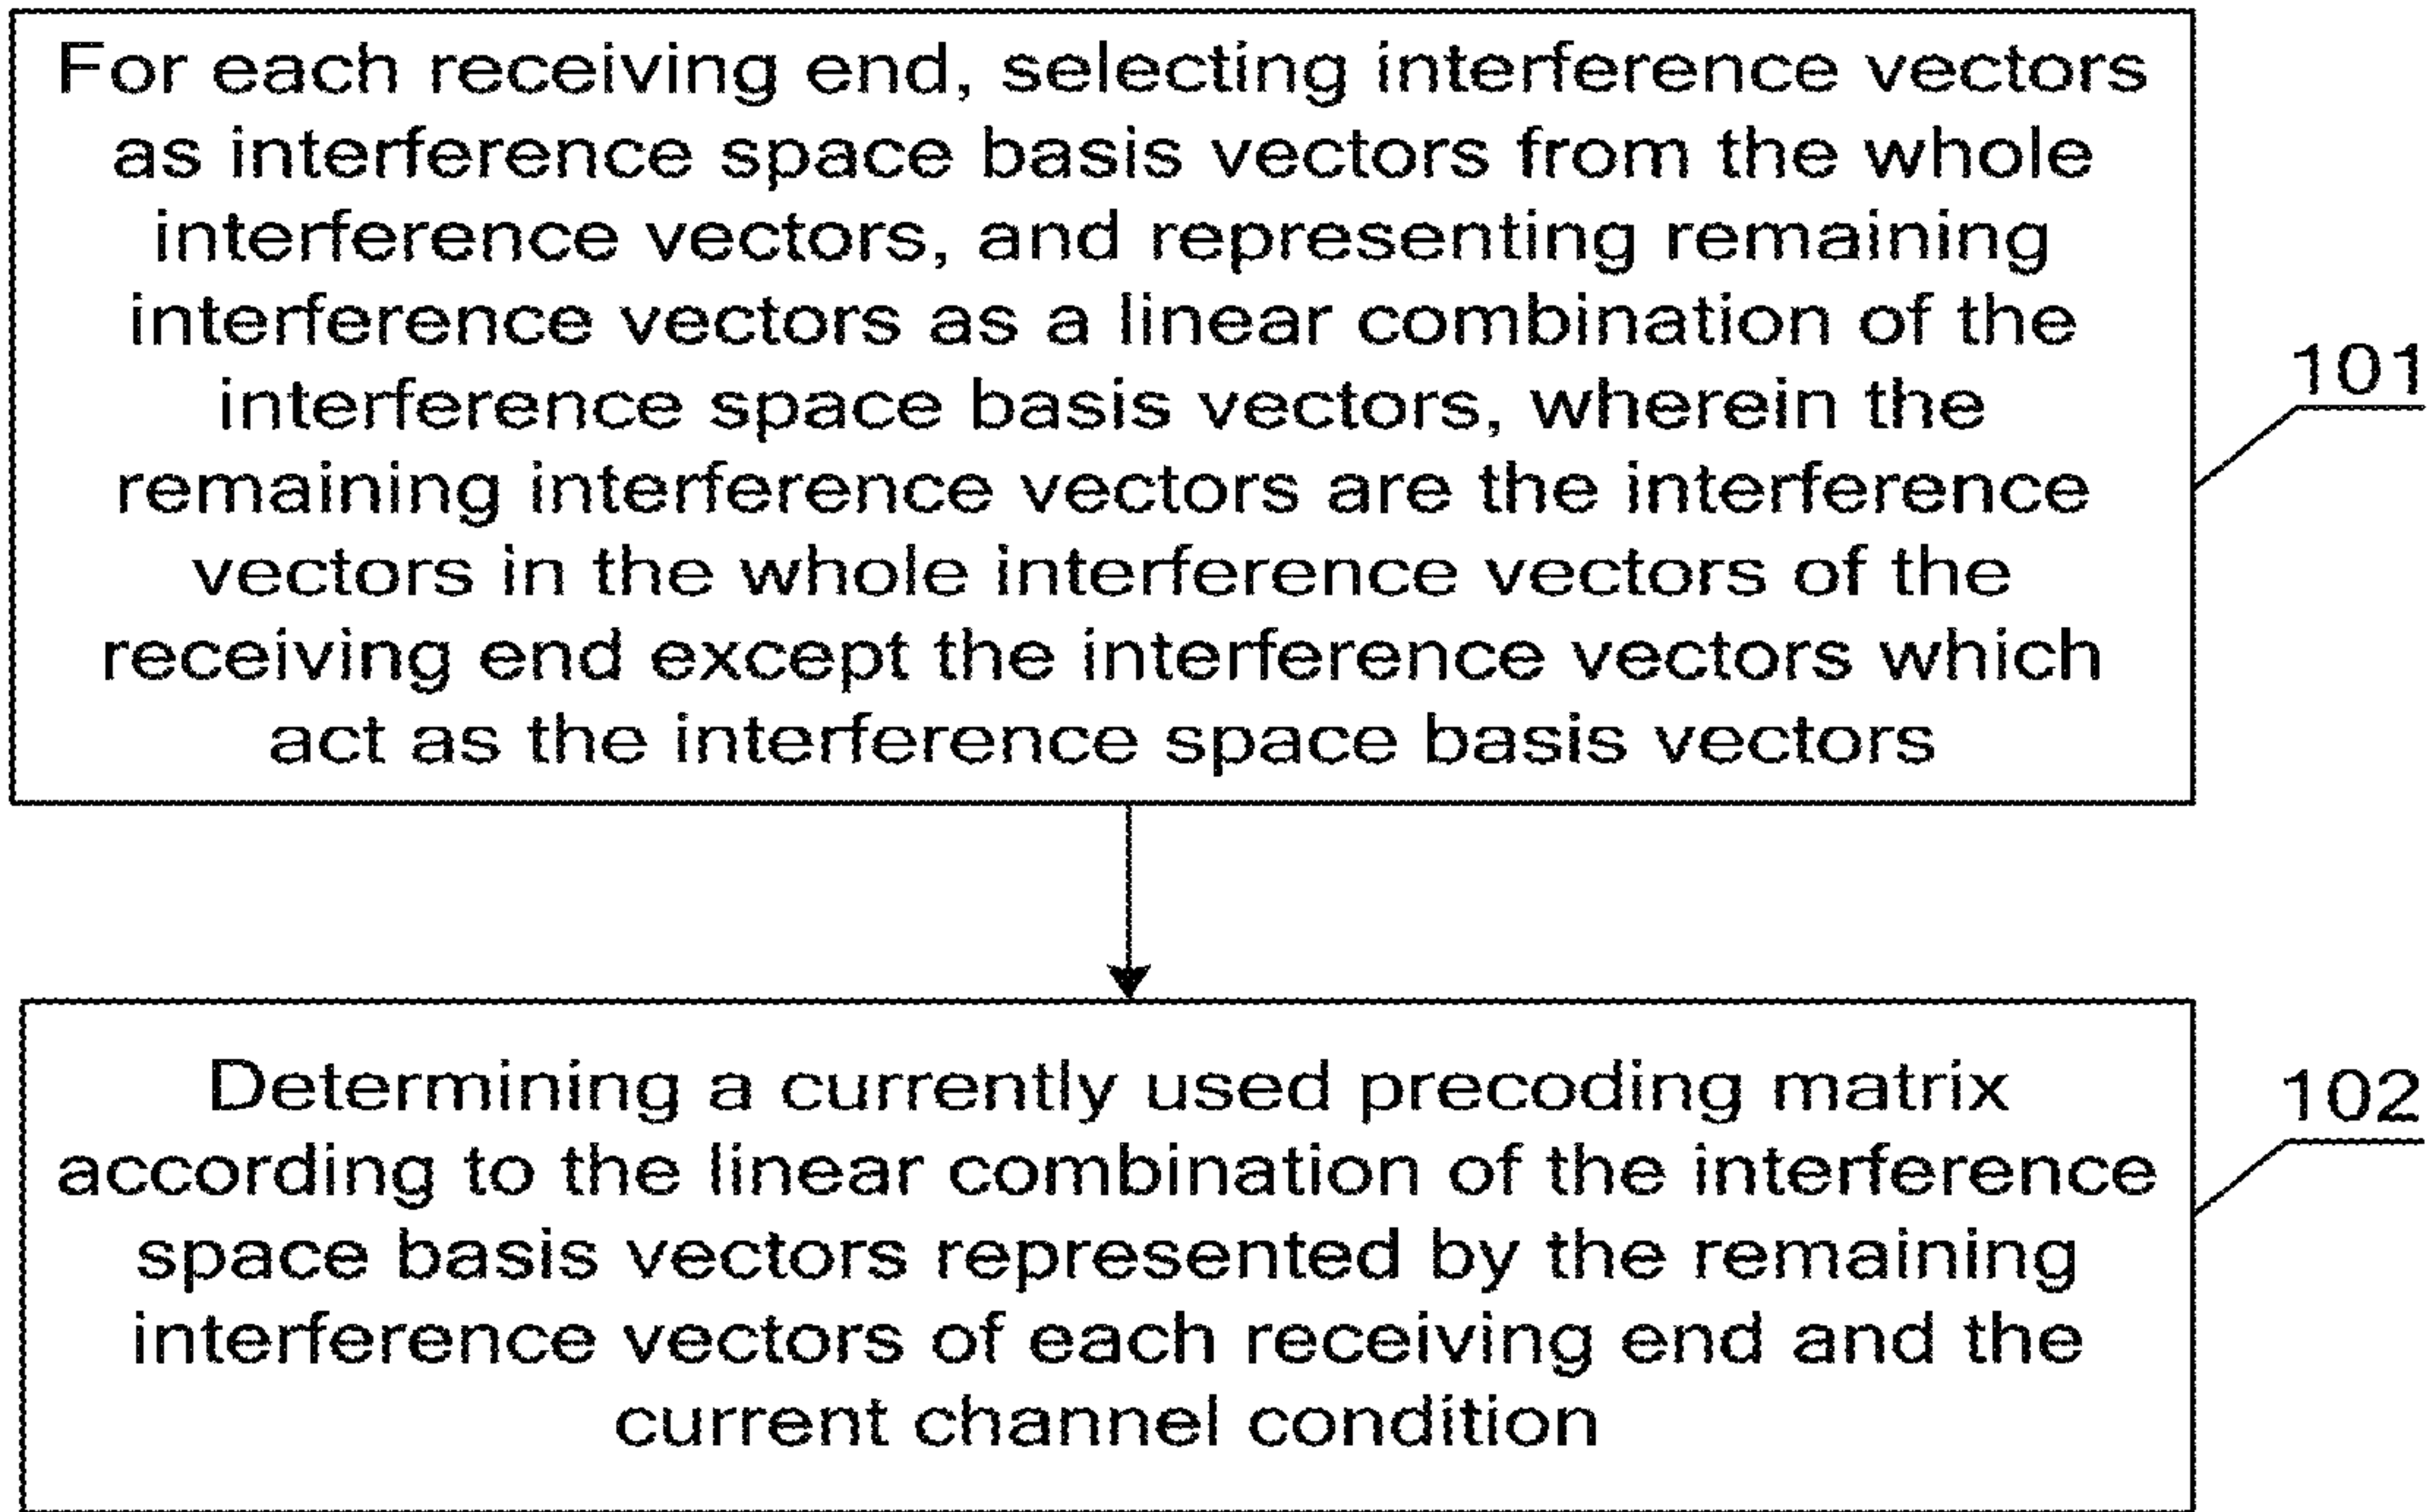 For each receiving end, selecting interference vectors
as interference space basis vectors from the whole
interference vectors, and representing remaining
interference vectors as a linear combination of the
interference space basis vectors, wherein the
remaining interference vectors are the interference
vectors in the whole interference vectors of the
receiving end except the interference vectors which
act as the interference space basis vectors
101
Determining a currently used precoding matrix
according to the linear combination of the interference
space basis vectors represented by the remaining
interference vectors of each receiving end and the
current channel condition
102